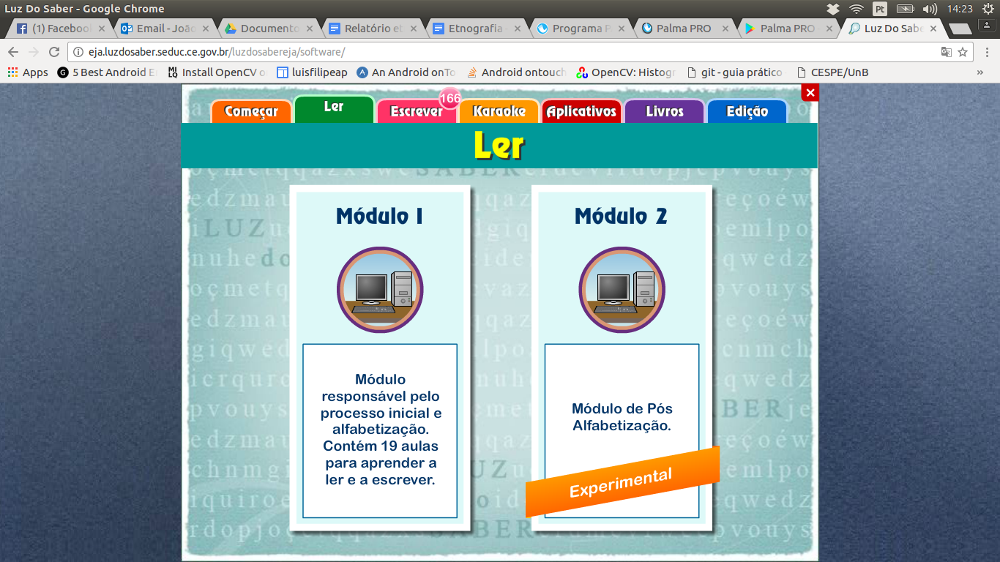 Luz Do Saber - Google Chrome
Pt
14:23
(1) Faceboo
Email - Joã
Documento
Relatório et
Etnografia -
Programa P
Palma PRO
Palma PRO
Luz Do Sabe
eja.luzdosaber.seduc.ce.gov.br/luzdosabereja/software/
Apps
5 Best Android E
Install OpenCV o
luisfilipeap
An Android onTo
Android ontouch
OpenCV: Histogr
git - guia prático
CESPE/UnB
»
Começar
Ler
Escrever
166
Karaoke
Aplicativos
Livros
Edição
Ler
Módulo 1
Módulo
responsável pelo
processo inicial e
alfabetização.
Contém 19 aulas
para aprender a
ler e a escrever.
Módulo 2
Módulo de Pós
Alfabetização.
Experimental